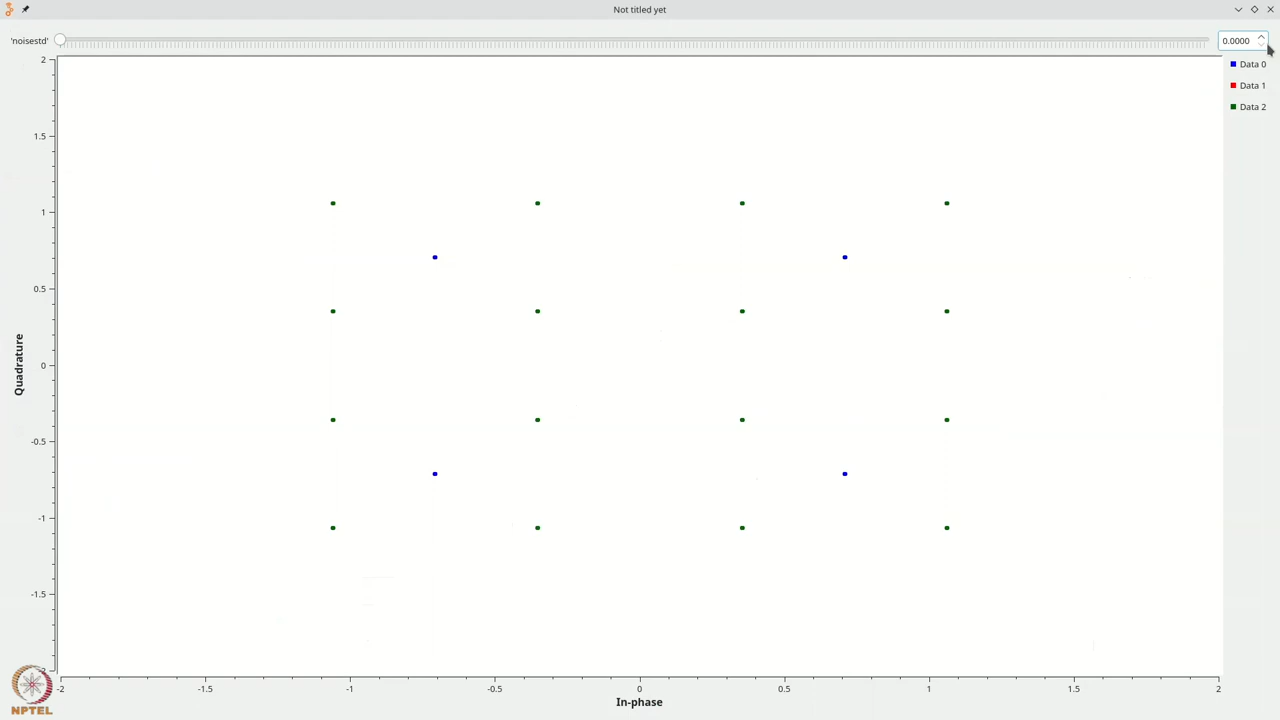 Not titled yet
'noisestd'
0.0000
Data 0
Data 1
Data 2
2
1.5
1
0.5
0
-0.5
-1
-1.5
-2
Quadrature
-2
-1.5
-1
-0.5
0
0.5
1
1.5
2
In-phase
NPTEL